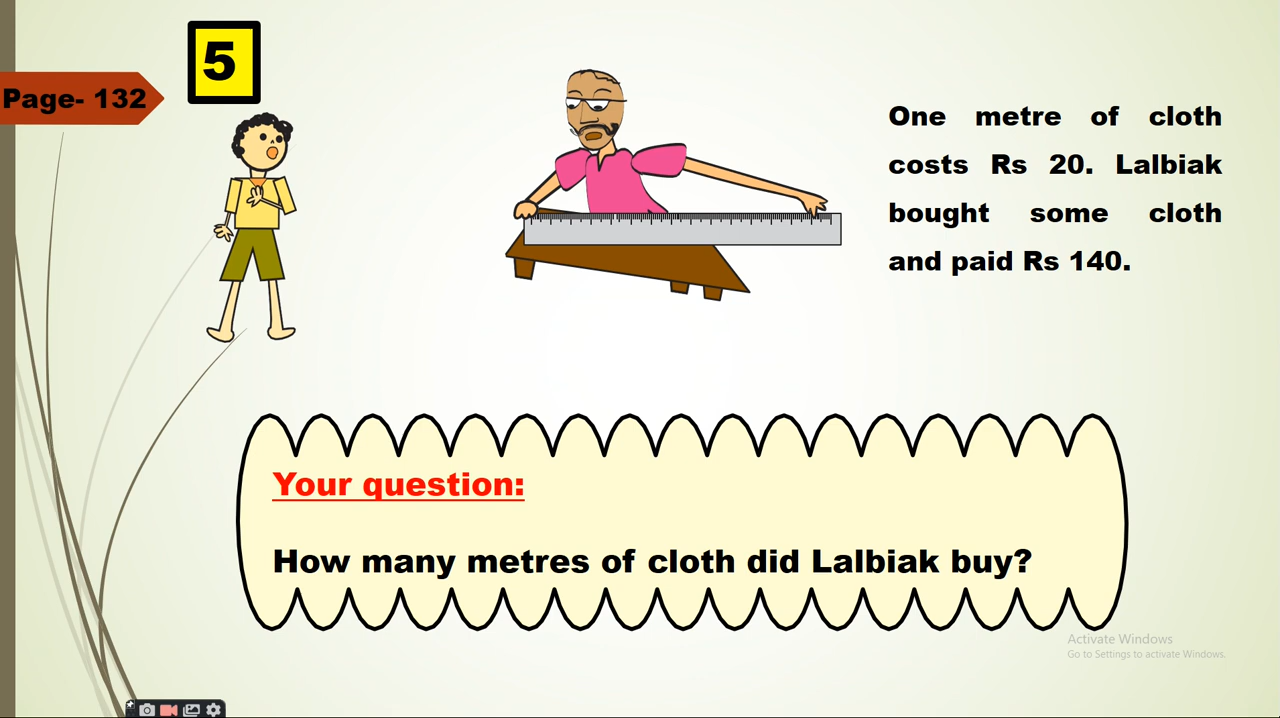 5
Page- 132
One metre of cloth
costs Rs 20. Lalbiak
bought some cloth
and paid Rs 140.
Your question:
How many metres of cloth did Lalbiak buy?
Activate Windows
Go to Settings to activate Windows.